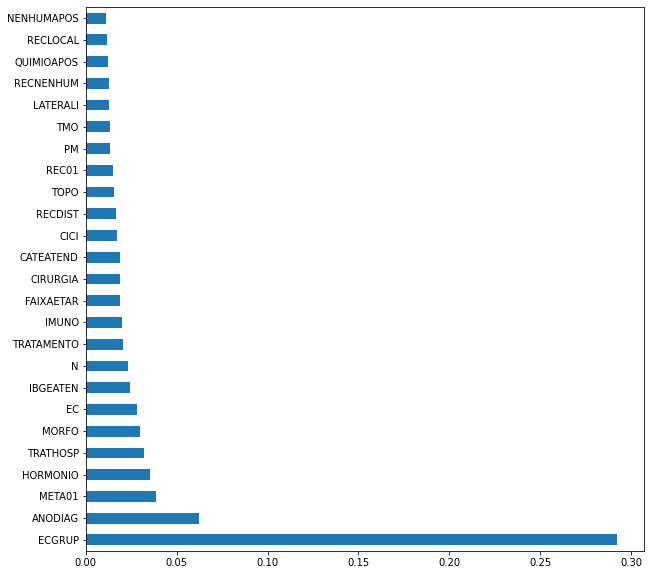 NENHUMAPOS
RECLOCAL
QUIMIOAPOS
RECNENHUM
LATERALI
TMO
PM
REC01
TOPO
RECDIST
CICI
CATEATEND
CIRURGIA
FAIXAETAR
IMUNO
TRATAMENTO
N
IBGEATEN
EC
MORFO
TRATHOSP
HORMONIO
META01
ANODIAG
ECGRUP
0.00 0.05 0.10 0.15 0.20 0.25 0.30